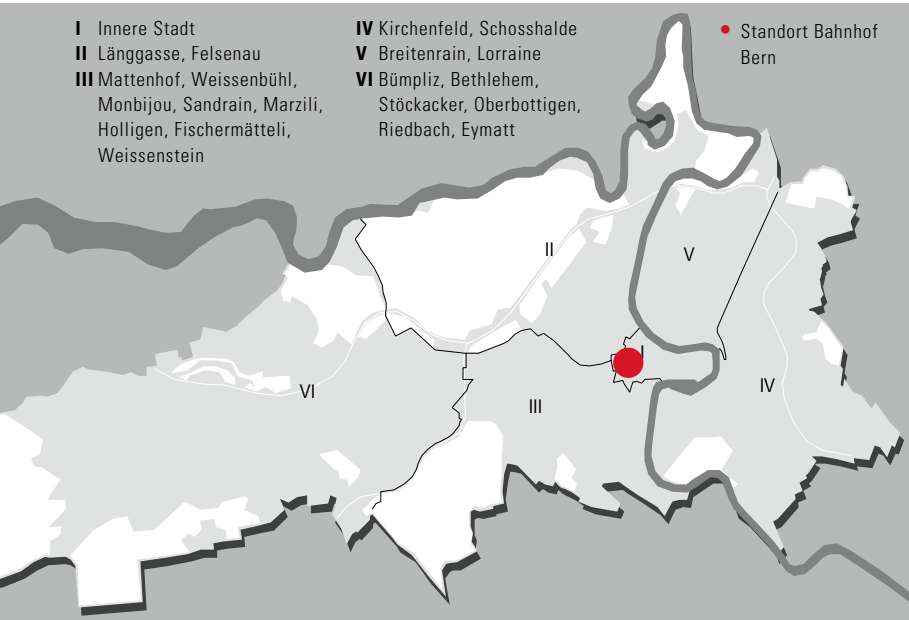 I Innere Stadt
II Länggasse, Felsenau
III Mattenhof, Weissenbühl,
Monbijou, Sandrain, Marzili,
Holligen, Fischermätteli,
Weissenstein
IV Kirchenfeld, Schosshalde
V Breitenrain, Lorraine
VI Bümpliz, Bethlehem,
Stöckacker, Oberbottigen,
Riedbach, Eymatt
Standort Bahnhof
Bern
II
V
I
VI
IV
III